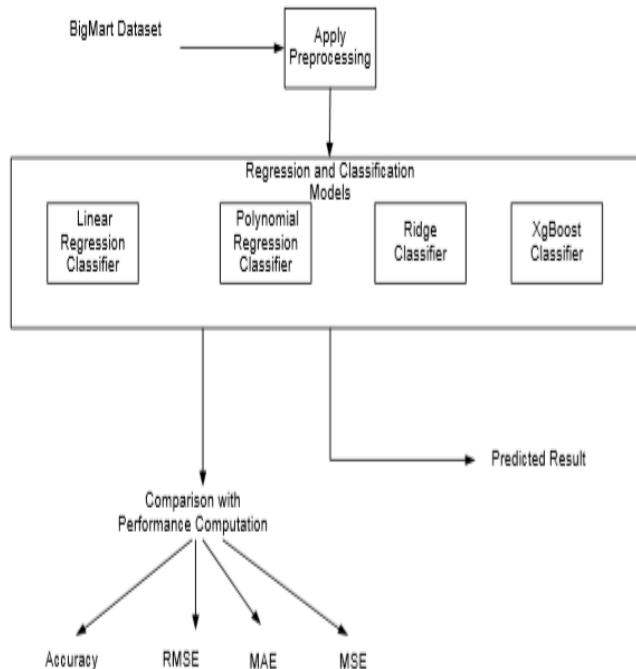 BigMart Dataset
Apply
Preprocessing
Regression and Classification
Models
Linear
Regression
Classifier
Polynomial
Regression
Classifier
Ridge
Classifier
XgBoost
Classifier
Predicted Result
Comparison with
Performance Computation
Accuracy
RMSE
MAE
MSE